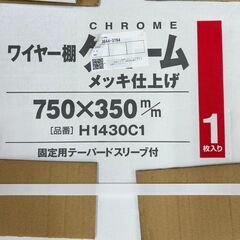 CHROME
ワイヤー棚 クローム
メッキ仕上げ
750×350m/m
[品番] H1430C1
固定用テーパードスリーブ付
1
枚入り